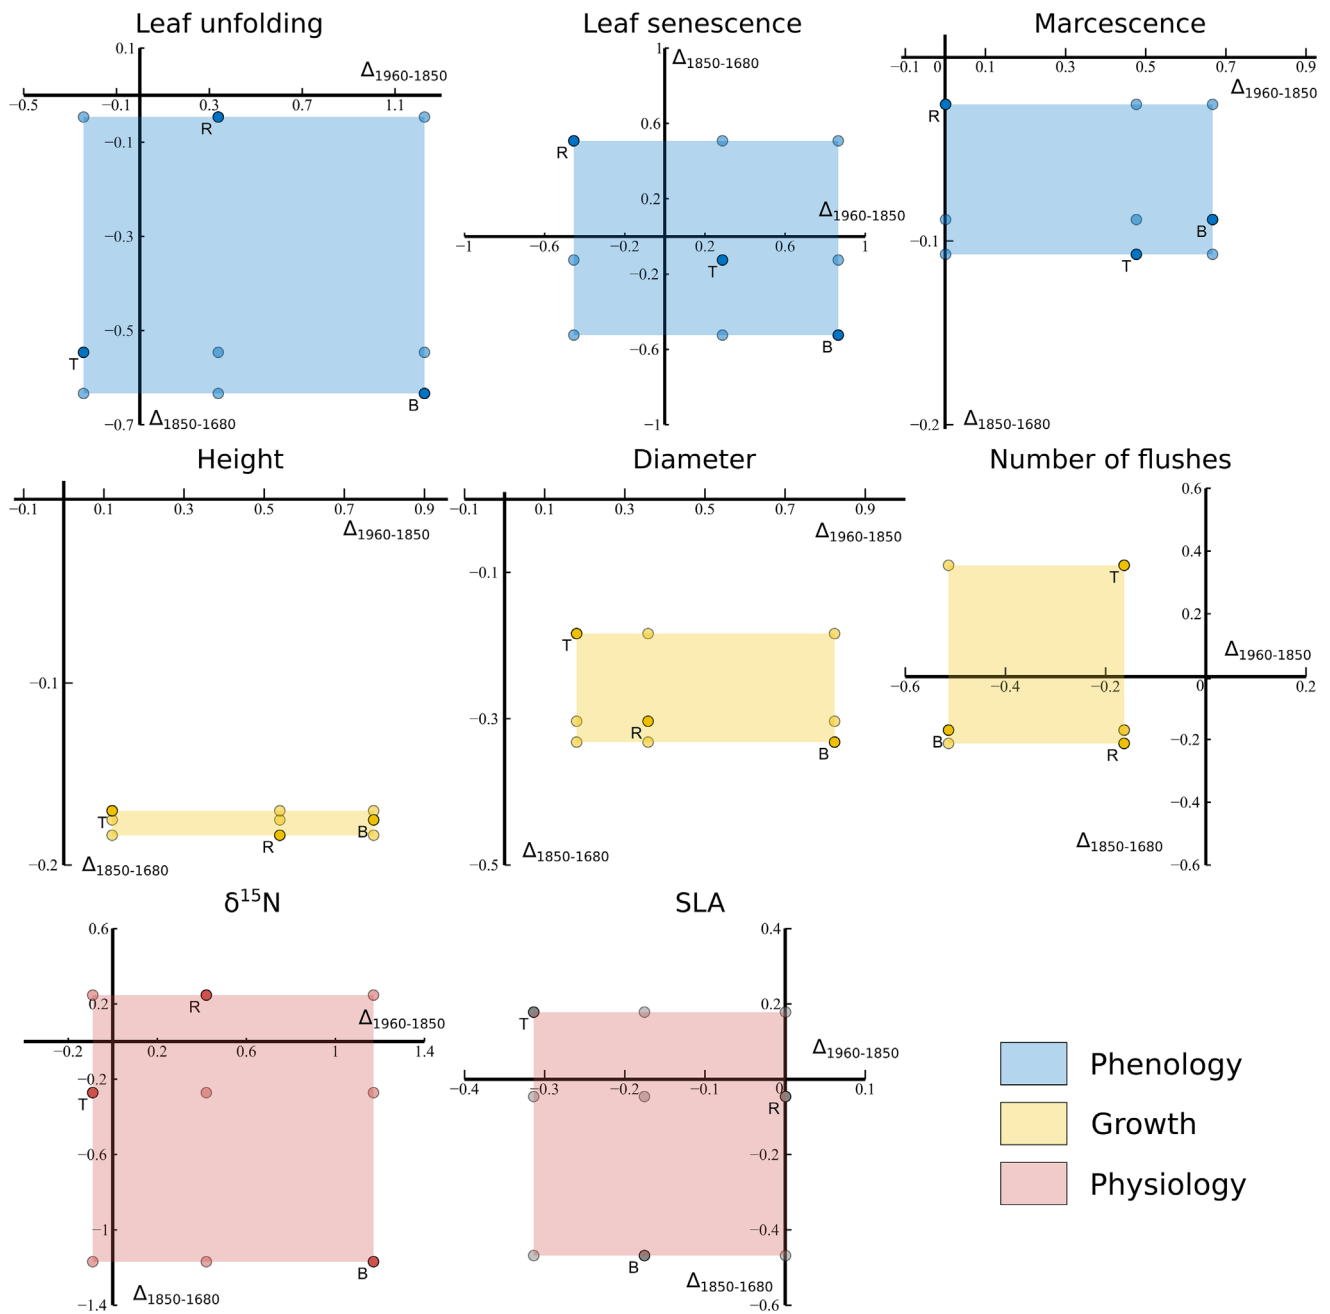 Leaf unfolding
0.1
Δ1960-1850
−0.5 −0.1 0.3 0.7 1.1
R
−0.1
−0.3
−0.5
T
B
−0.7
Δ1850-1680
Leaf senescence
1
Δ1850-1680
0.6
R
0.2
Δ1960-1850
−1 −0.6 −0.2 0.2 0.6 1
T
−0.2
−0.6
B
−1
Marcescence
−0.1 0 0.1 0.3 0.5 0.7 0.9
Δ1960-1850
R
B
−0.1
T
−0.2
Δ1850-1680
Height
−0.1 0.1 0.3 0.5 0.7 0.9
Δ1960-1850
−0.1
T
B
R
−0.2
Δ1850-1680
Diameter
−0.1 0.1 0.3 0.5 0.7 0.9
Δ1960-1850
−0.1
T
−0.3
R
B
−0.5
Δ1850-1680
Number of flushes
0.6
0.4
T
0.2
Δ1960-1850
−0.6 −0.4 −0.2 0 0.2
B
−0.2
R
−0.4
Δ1850-1680
−0.6
δ15N
0.6
0.2
R
Δ1960-1850
−0.2 0.2 0.6 1 1.4
−0.2
T
−0.6
−1
B
Δ1850-1680
−1.4
SLA
0.4
0.2
T
Δ1960-1850
−0.4 −0.3 −0.2 −0.1 0 0.1
R
−0.2
−0.4
B
Δ1850-1680
−0.6
Phenology
Growth
Physiology